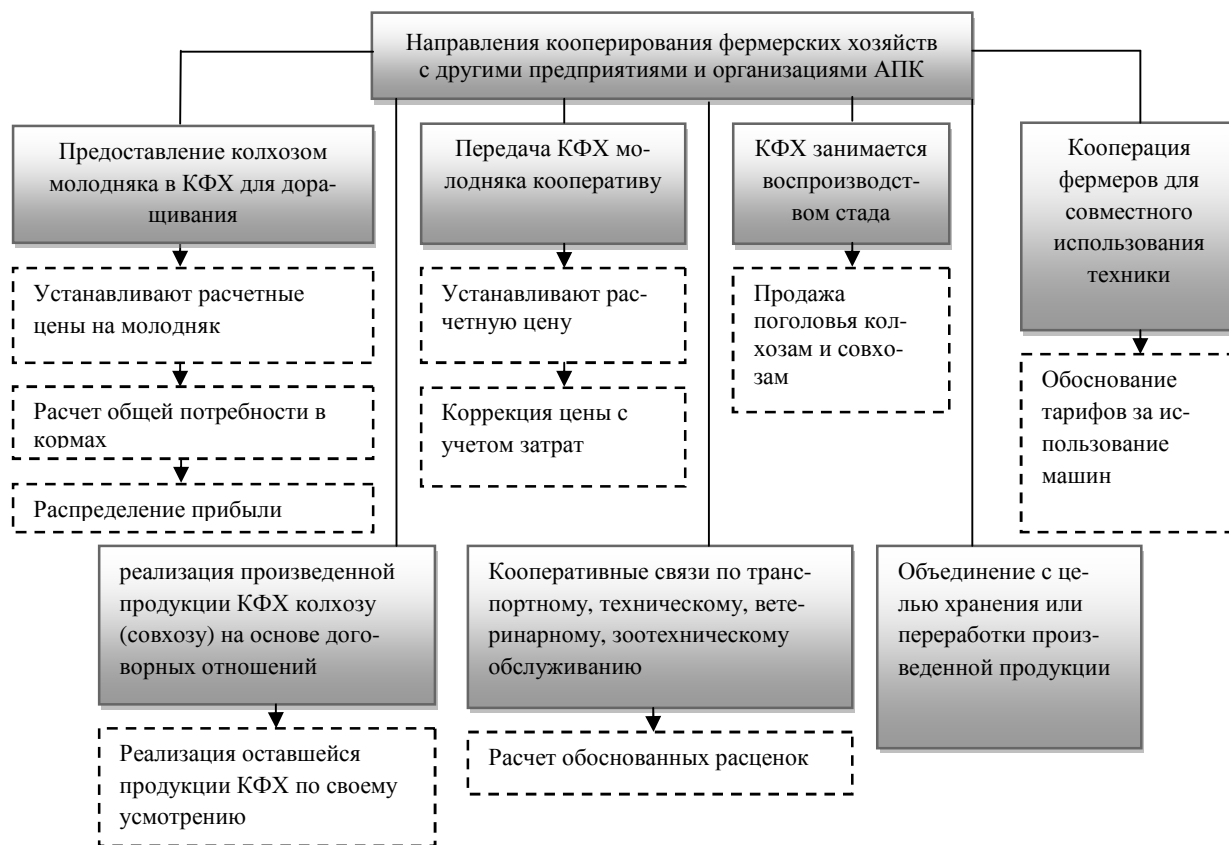 Направления кооперирования фермерских хозяйств
с другими предприятиями и организациями АПК
Предоставление колхозом
молодняка в КФХ для дора-
щивания
Устанавливают расчетные
цены на молодняк
Расчет общей потребности в
кормах
Распределение прибыли
Передача КФХ мо-
лодняка кооперативу
Устанавливают рас-
четную цену
Коррекция цены с
учетом затрат
КФХ занимается
воспроизводст-
вом стада
Продажа
поголовья кол-
хозам и совхо-
зам
Кооперация
фермеров для
совместного
использования
техники
Обоснование
тарифов за ис-
пользование
машин
реализация произведенной
продукции КФХ колхозу
(совхозу) на основе дого-
ворных отношений
Реализация оставшейся
продукции КФХ по своему
усмотрению
Кооперативные связи по транс-
портному, техническому, вете-
ринарному, зоотехническому
обслуживанию
Расчет обоснованных расценок
Объединение с це-
лью хранения или
переработки произ-
веденной продукции